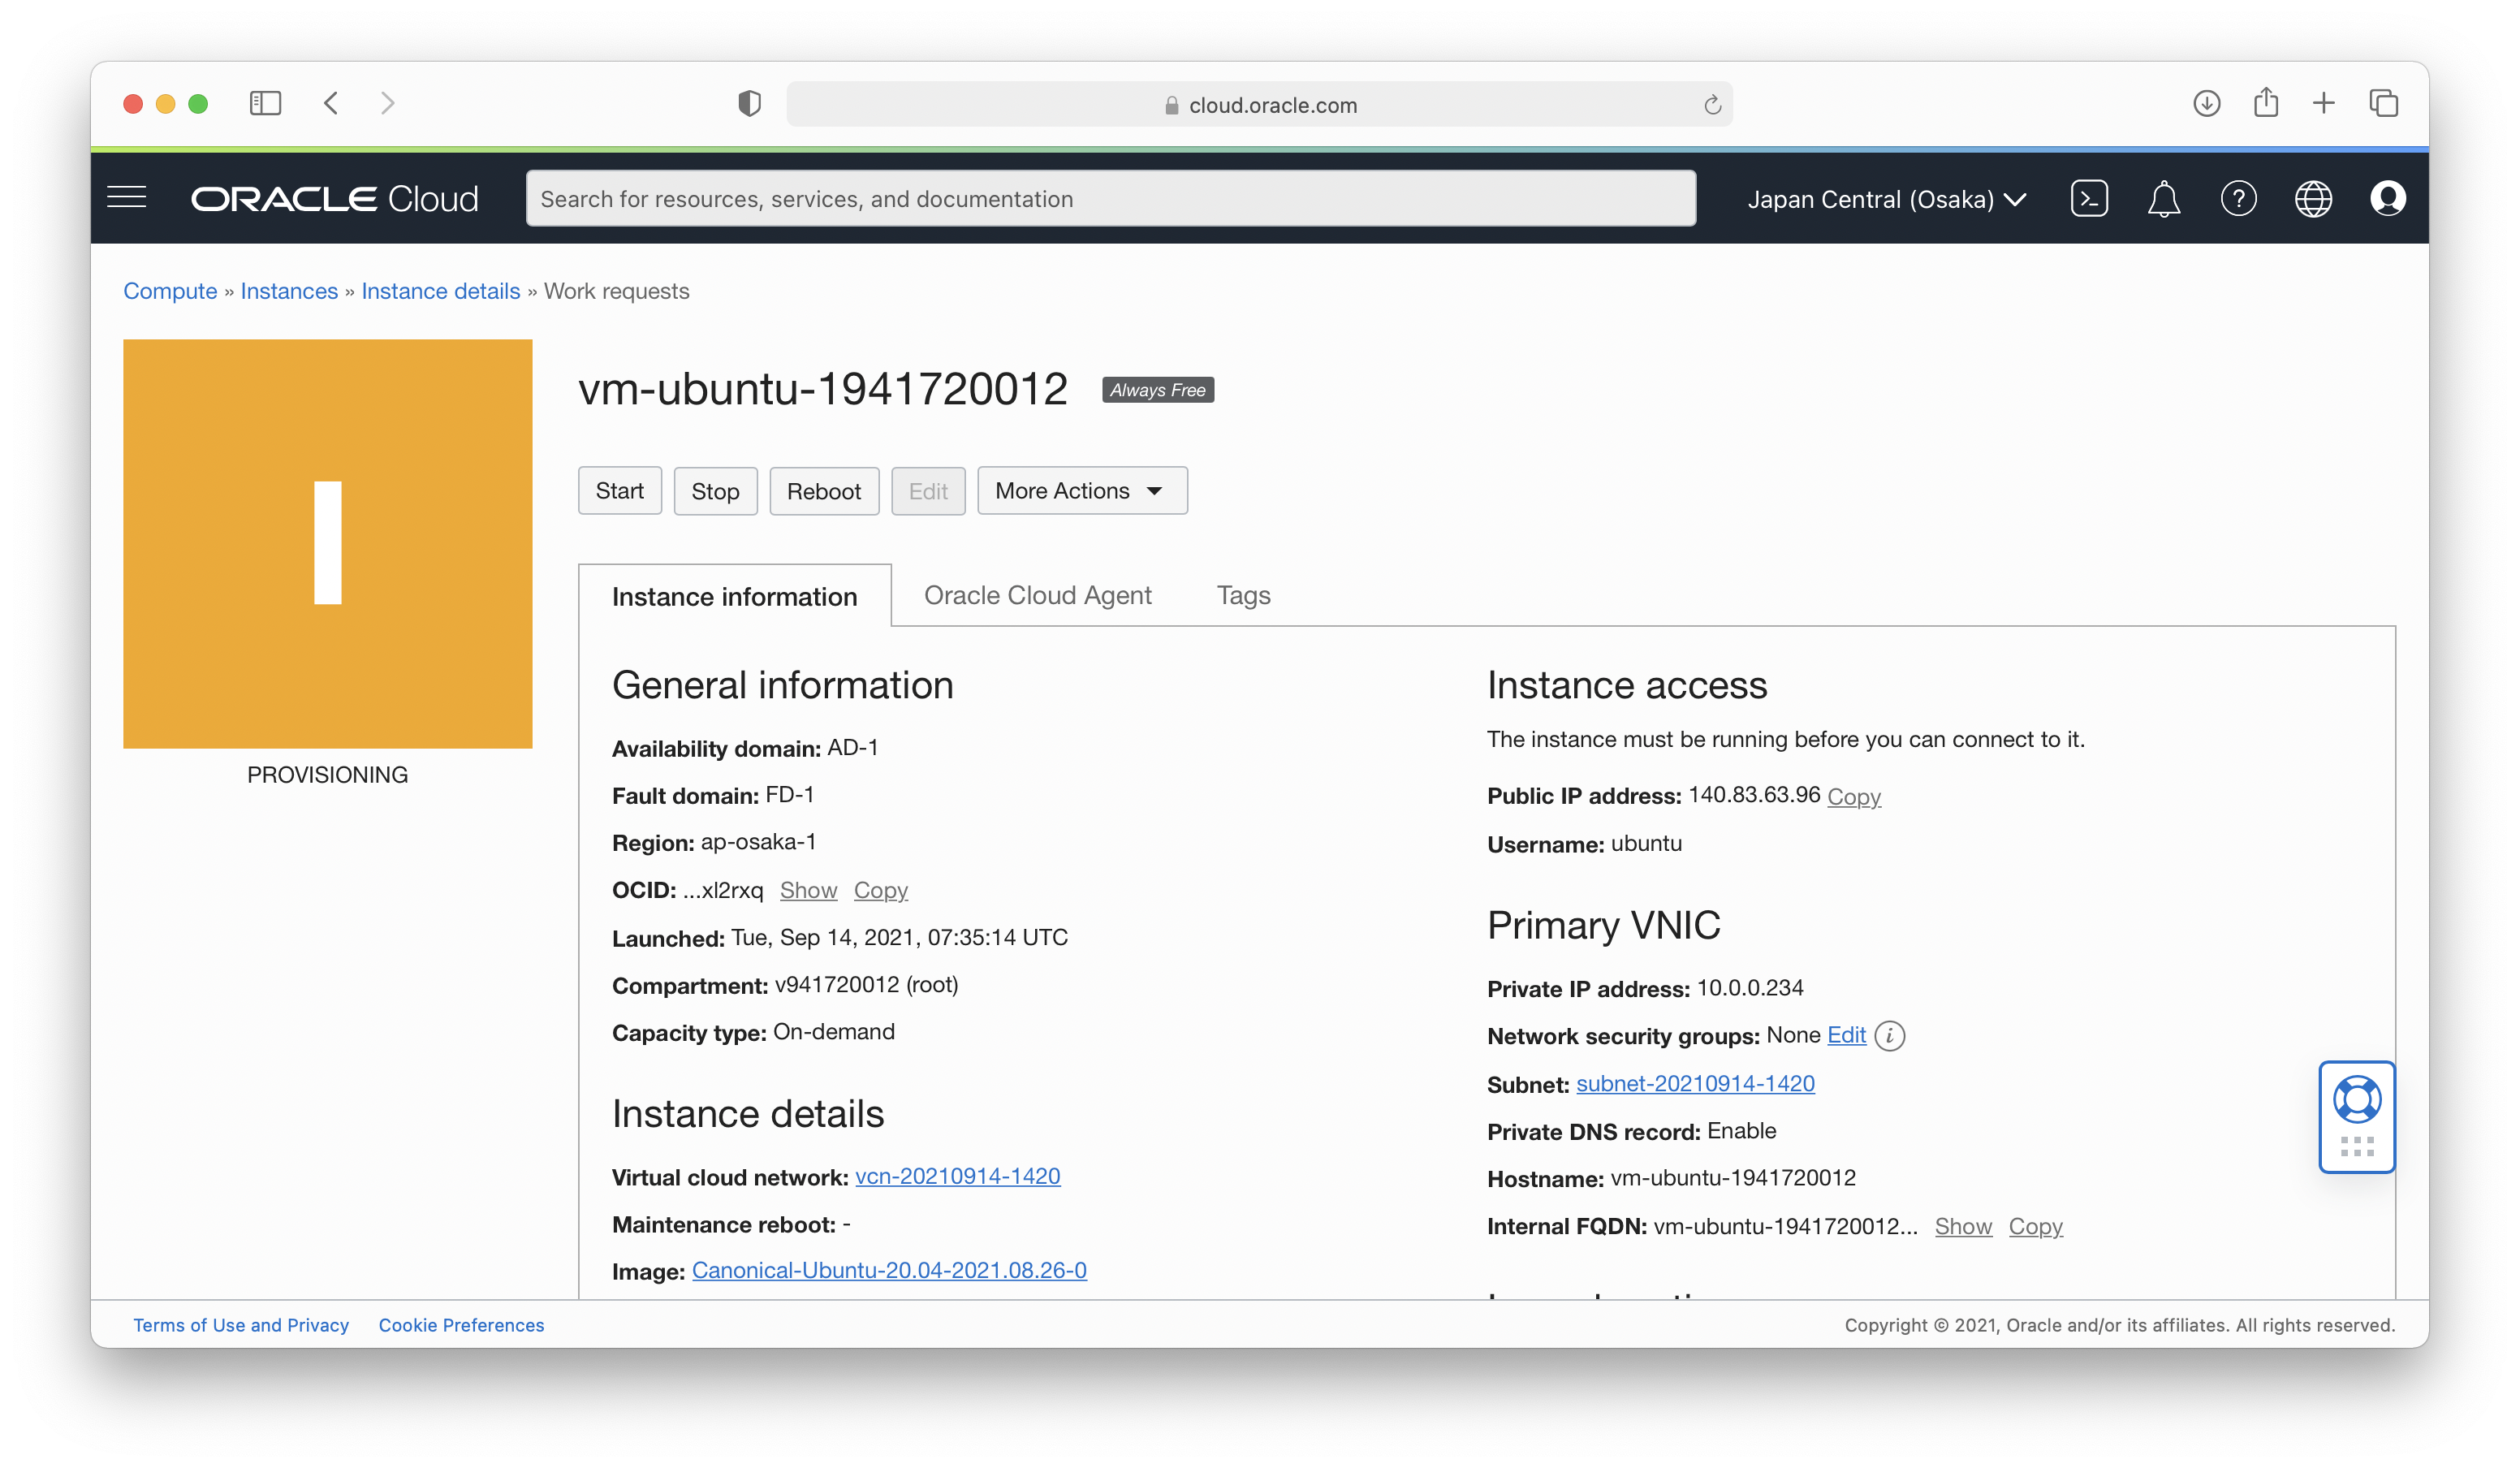 cloud.oracle.com
ORACLE Cloud
Search for resources, services, and documentation
Japan Central (Osaka)
Compute » Instances » Instance details » Work requests
PROVISIONING
vm-ubuntu-1941720012 Always Free
Start Stop Reboot Edit More Actions
Instance information Oracle Cloud Agent Tags
General information
Availability domain: AD-1
Fault domain: FD-1
Region: ap-osaka-1
OCID: ...xl2rxq Show Copy
Launched: Tue, Sep 14, 2021, 07:35:14 UTC
Compartment: v941720012 (root)
Capacity type: On-demand
Instance details
Virtual cloud network: vcn-20210914-1420
Maintenance reboot: -
Image: Canonical-Ubuntu-20.04-2021.08.26-0
Instance access
The instance must be running before you can connect to it.
Public IP address: 140.83.63.96 Copy
Username: ubuntu
Primary VNIC
Private IP address: 10.0.0.234
Network security groups: None Edit i
Subnet: subnet-20210914-1420
Private DNS record: Enable
Hostname: vm-ubuntu-1941720012
Internal FQDN: vm-ubuntu-1941720012... Show Copy
Terms of Use and Privacy Cookie Preferences
Copyright © 2021, Oracle and/or its affiliates. All rights reserved.